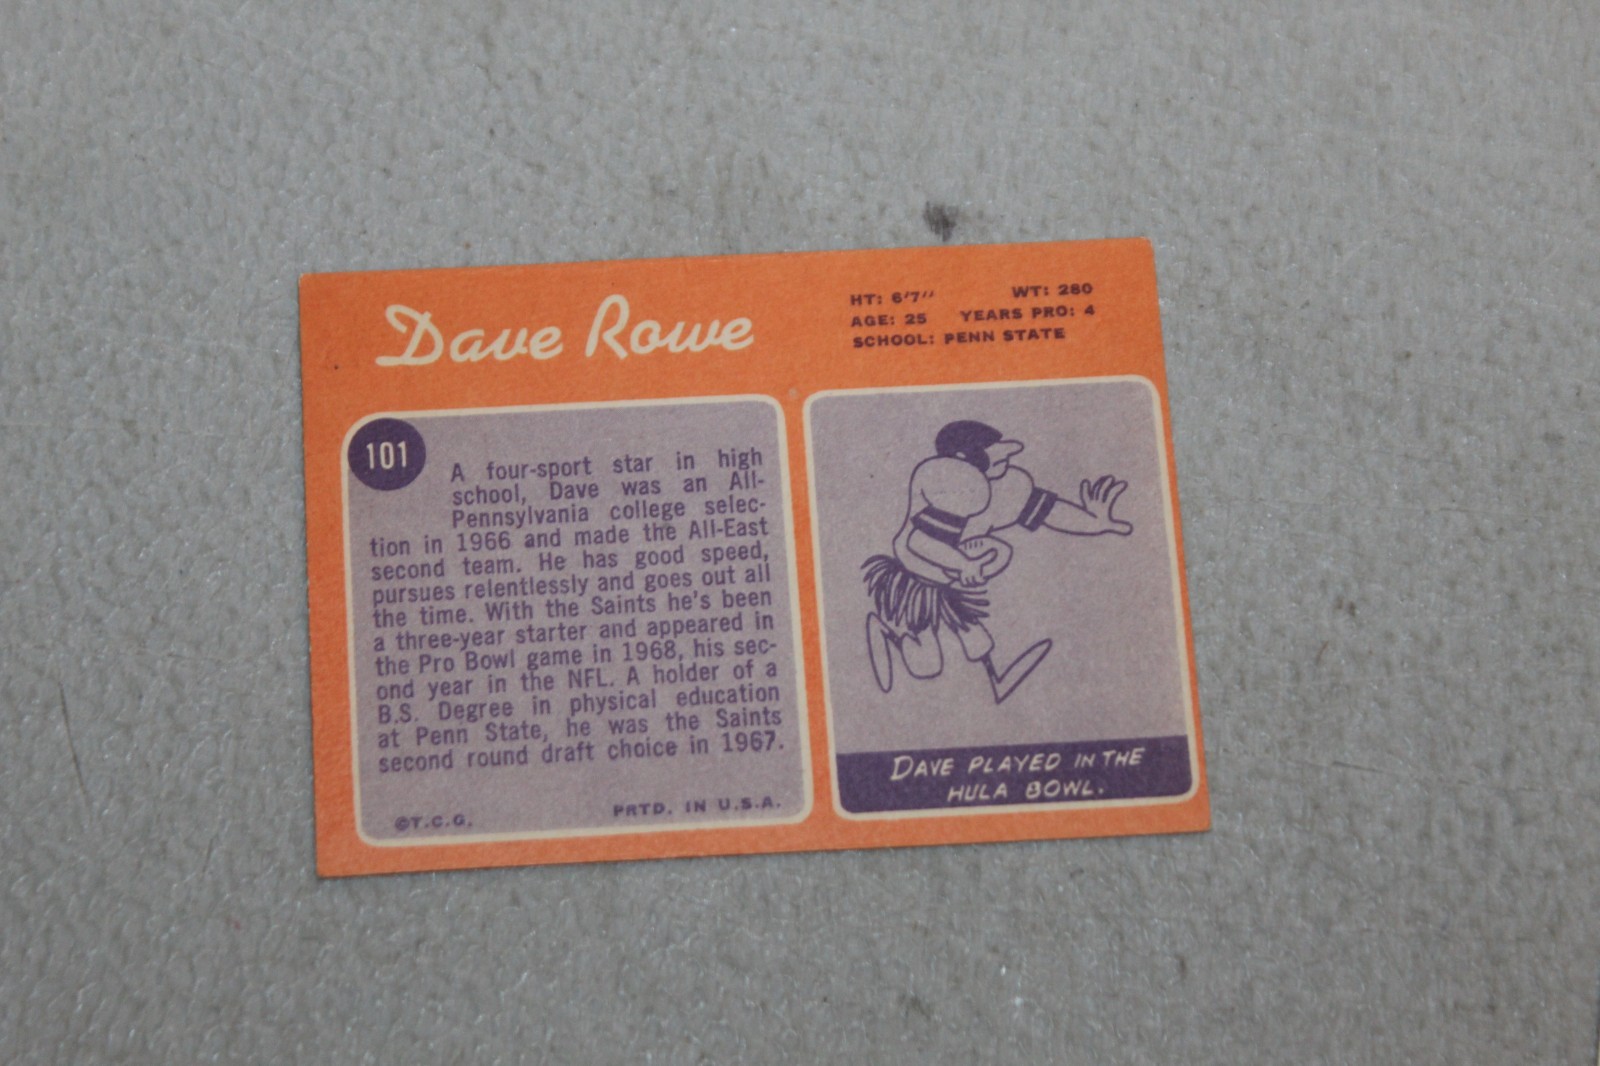 Dave Rowe
HT: 6'7" WT: 280
AGE: 25 YEARS PRO: 4
SCHOOL: PENN STATE
101
A four-sport star in high
school, Dave was an All-
Pennsylvania college selec-
tion in 1966 and made the All-East
second team. He has good speed,
pursues relentlessly and goes out all
the time. With the Saints he's been
a three-year starter and appeared in
the Pro Bowl game in 1968, his sec-
ond year in the NFL. A holder of a
B.S. Degree in physical education
at Penn State, he was the Saints
second round draft choice in 1967.
©T.C.G. PRTD. IN U.S.A.
DAVE PLAYED IN THE
HULA BOWL.